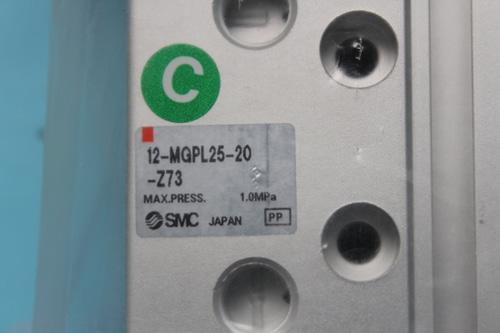 C
12-MGPL25-20
-Z73
MAX.PRESS. 1.0MPa
SMC JAPAN PP